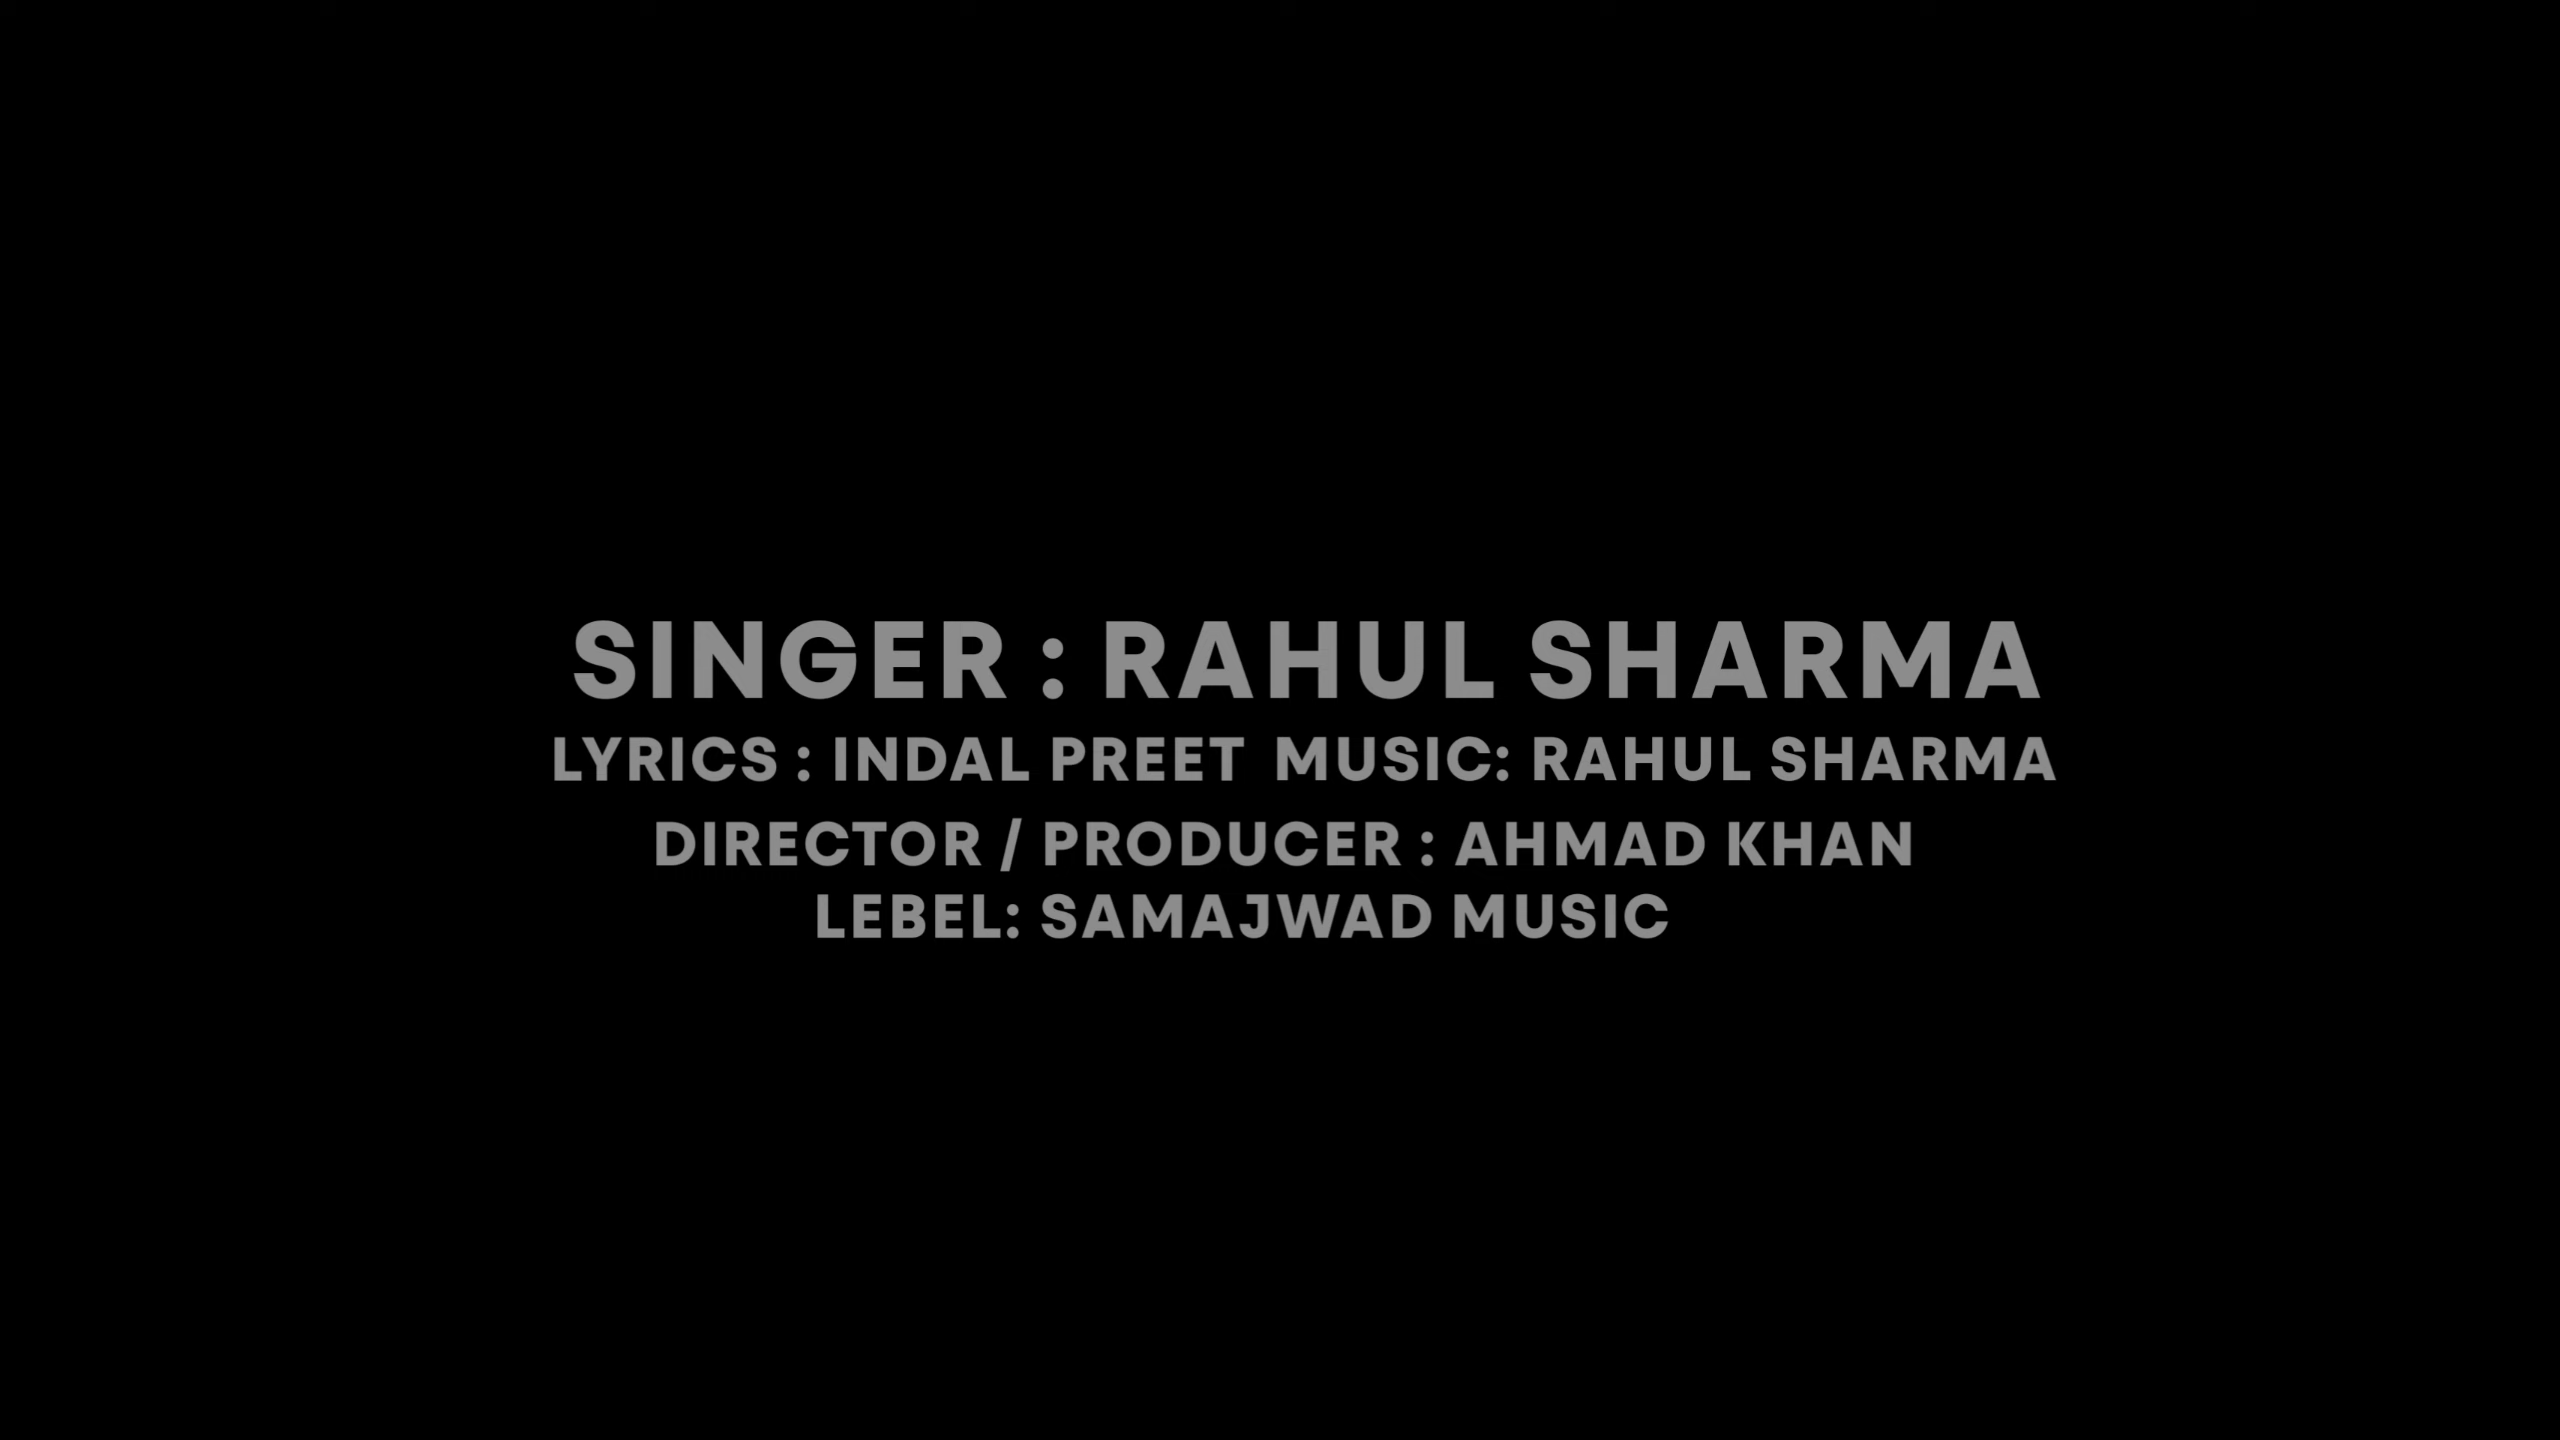 SINGER : RAHUL SHARMA
LYRICS : INDAL PREET MUSIC: RAHUL SHARMA
DIRECTOR / PRODUCER : AHMAD KHAN
LEBEL: SAMAJWAD MUSIC